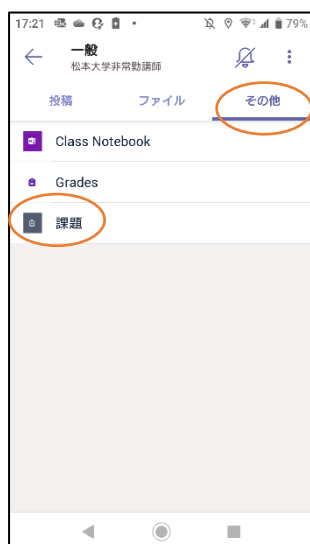 17:21 79%
一般
松本大学非常勤講師
投稿 ファイル その他
Class Notebook
Grades
課題